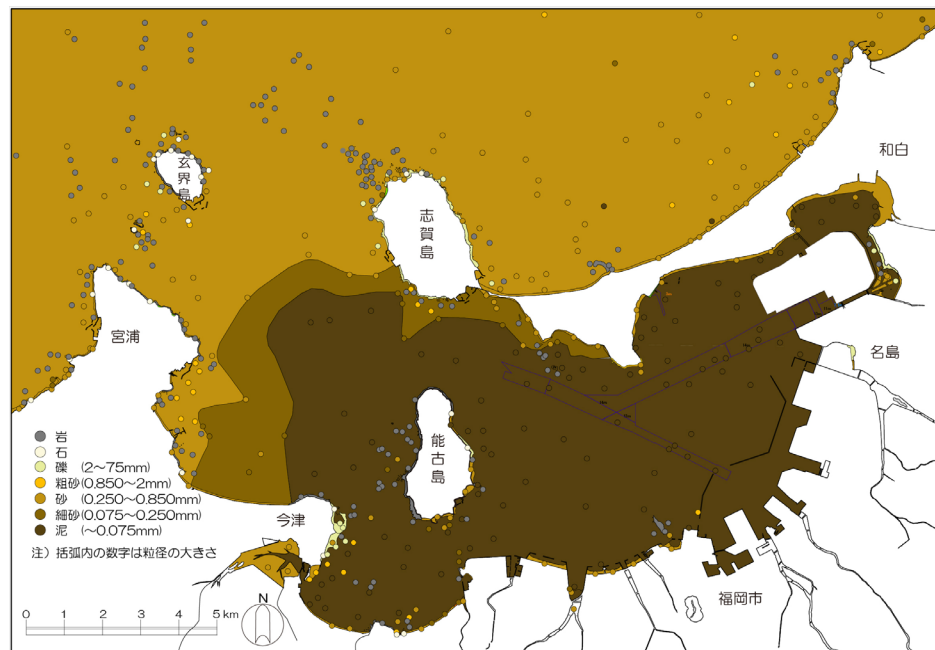 和白
玄界島
志賀島
宮浦
名島
能古島
岩
石
礫 (2～75mm)
粗砂(0.850～2mm)
砂 (0.250～0.850mm)
細砂(0.075～0.250mm)
泥 (～0.075mm)
今津
注）括弧内の数字は粒径の大きさ
福岡市
N
0 1 2 3 4 5 km